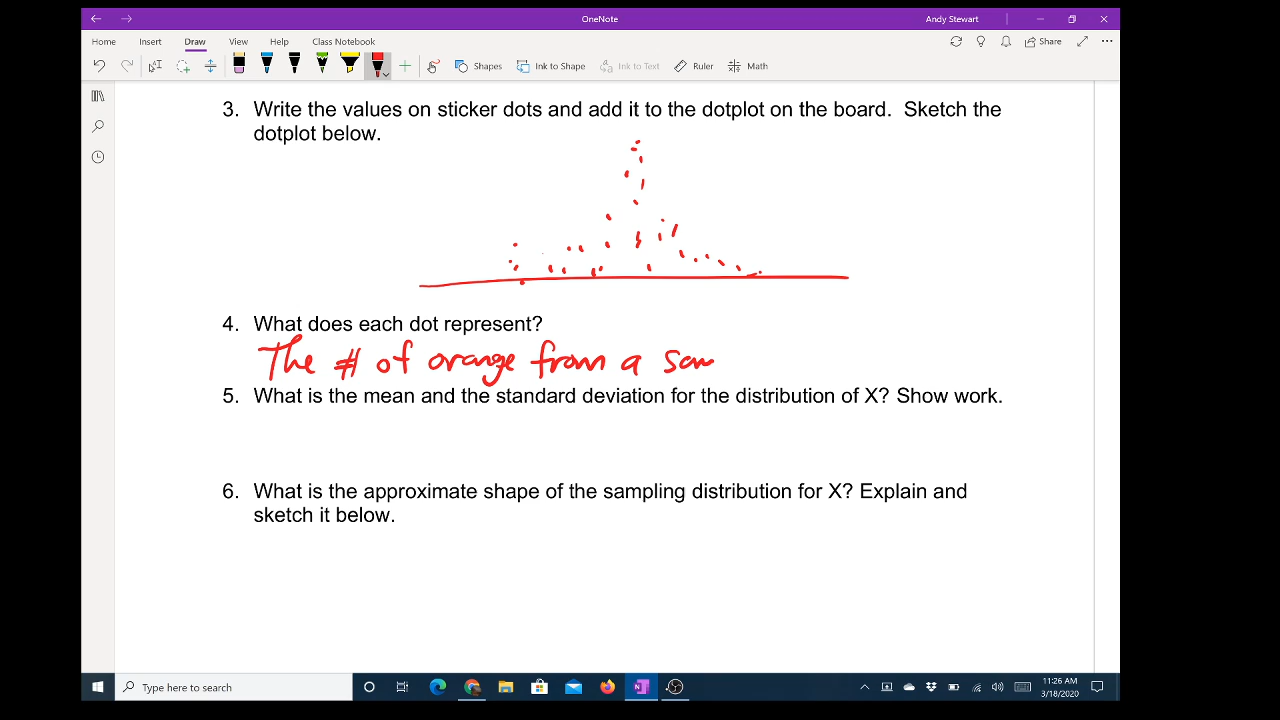 OneNote
Andy Stewart
Home Insert Draw View Help Class Notebook
Share
Shapes Ink to Shape Ink to Text Ruler Math
3. Write the values on sticker dots and add it to the dotplot on the board. Sketch the
dotplot below.
4. What does each dot represent?
The # of orange from a sam
5. What is the mean and the standard deviation for the distribution of X? Show work.
6. What is the approximate shape of the sampling distribution for X? Explain and
sketch it below.
Type here to search
11:26 AM
3/18/2020